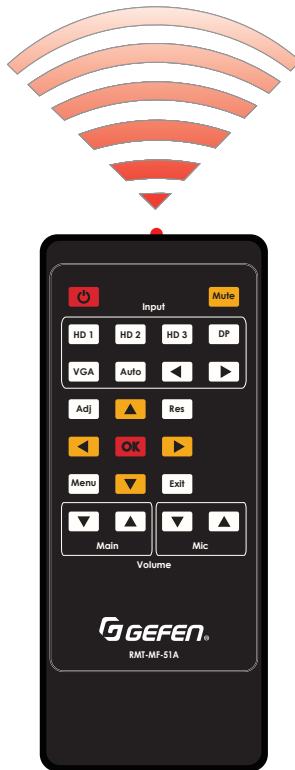 Mute
Input
HD 1 HD 2 HD 3 DP
VGA Auto
Adj Res
OK
Menu Exit
Main Mic
Volume
GEFEN®
RMT-MF-51A